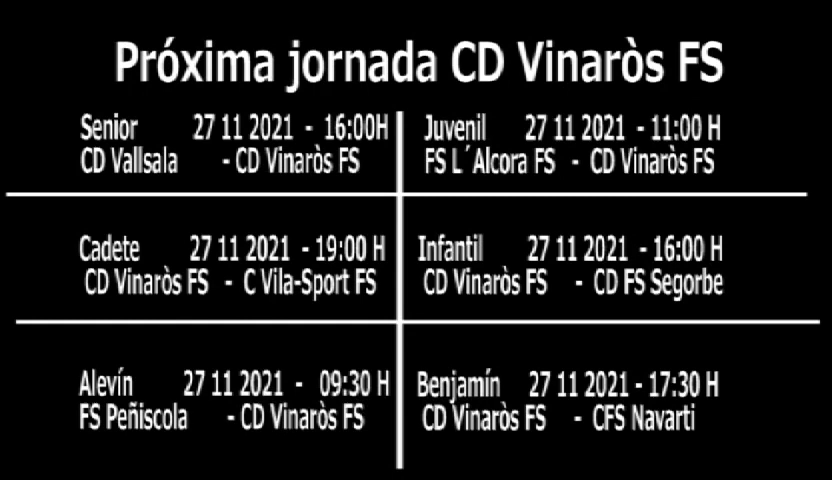 Próxima jornada CD Vinaròs FS
Senior 27 11 2021 - 16:00H
CD Vallsala - CD Vinaròs FS
Juvenil 27 11 2021 - 11:00 H
FS L´Alcora FS - CD Vinaròs FS
Cadete 27 11 2021 - 19:00 H
CD Vinaròs FS - C Vila-Sport FS
Infantil 27 11 2021 - 16:00 H
CD Vinaròs FS - CD FS Segorbe
Alevín 27 11 2021 - 09:30 H
FS Peñiscola - CD Vinaròs FS
Benjamín 27 11 2021 - 17:30 H
CD Vinaròs FS - CFS Navarti